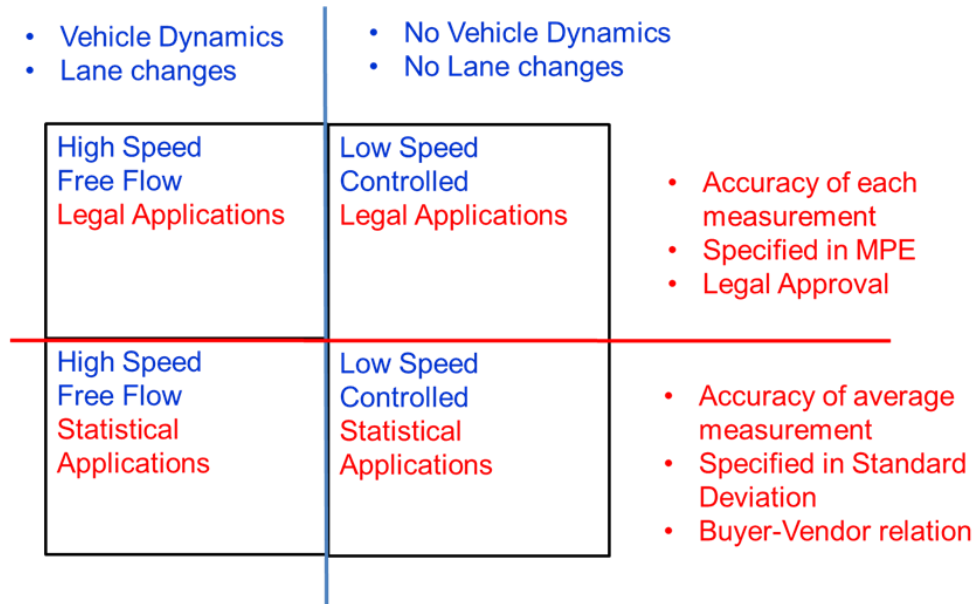 • Vehicle Dynamics
• Lane changes
• No Vehicle Dynamics
• No Lane changes
High Speed
Free Flow
Legal Applications
Low Speed
Controlled
Legal Applications
• Accuracy of each
measurement
• Specified in MPE
• Legal Approval
High Speed
Free Flow
Statistical
Applications
Low Speed
Controlled
Statistical
Applications
• Accuracy of average
measurement
• Specified in Standard
Deviation
• Buyer-Vendor relation